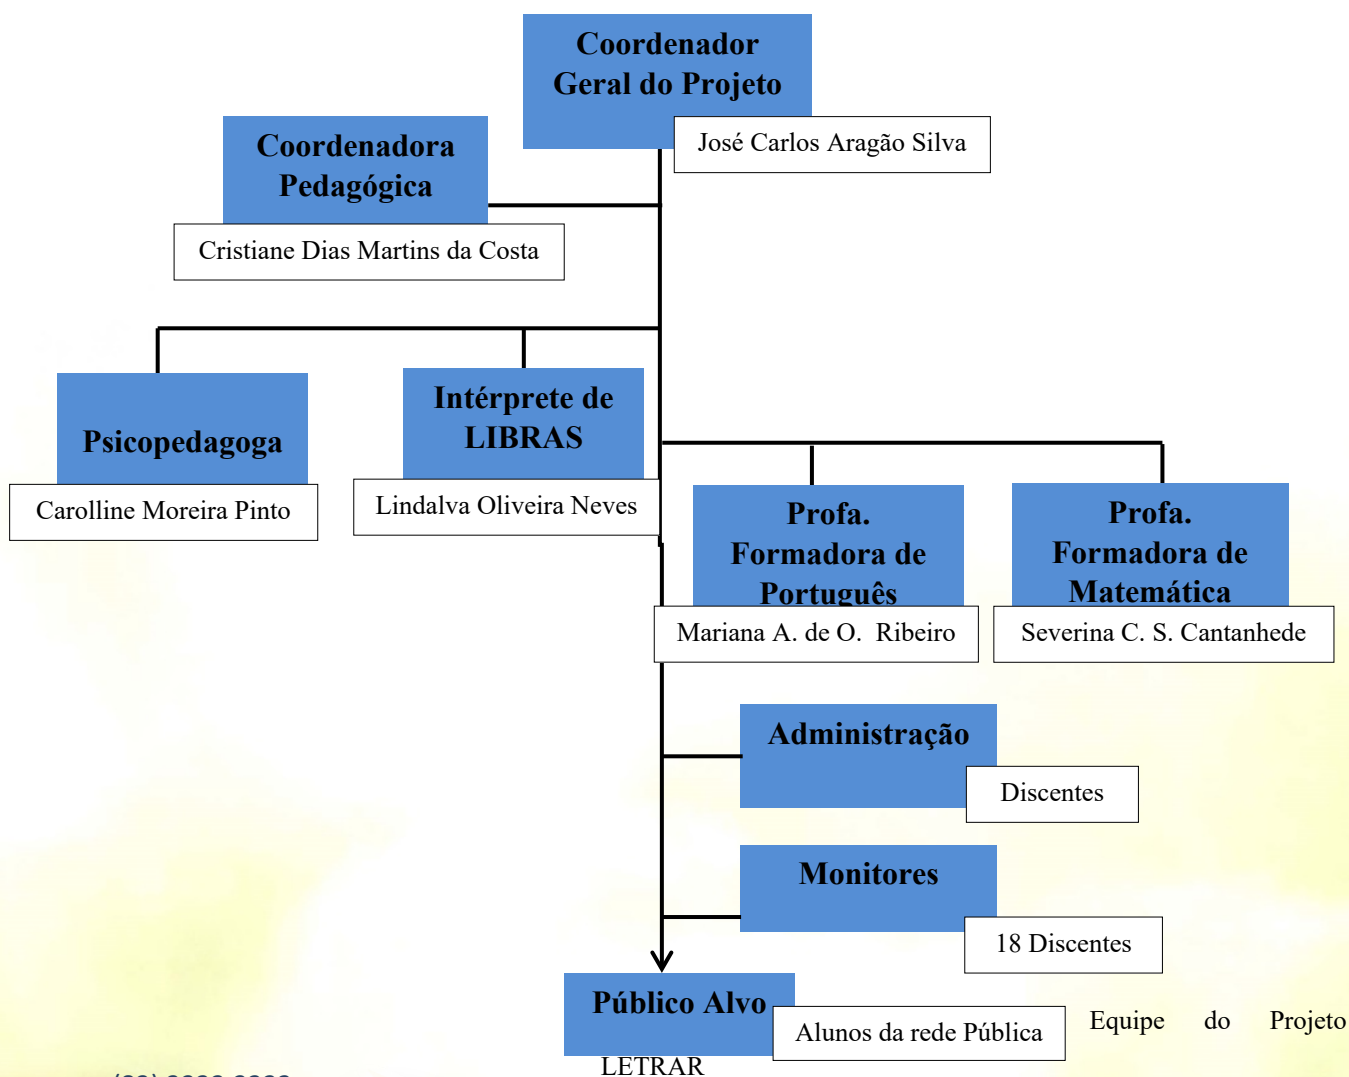 Coordenador
Geral do Projeto
José Carlos Aragão Silva
Coordenadora
Pedagógica
Cristiane Dias Martins da Costa
Psicopedagoga
Carolline Moreira Pinto
Intérprete de
LIBRAS
Lindalva Oliveira Neves
Profa.
Formadora de
Português
Mariana A. de O. Ribeiro
Profa.
Formadora de
Matemática
Severina C. S. Cantanhede
Administração
Discentes
Monitores
18 Discentes
Público Alvo
Alunos da rede Pública
Equipe do Projeto
LETRAR